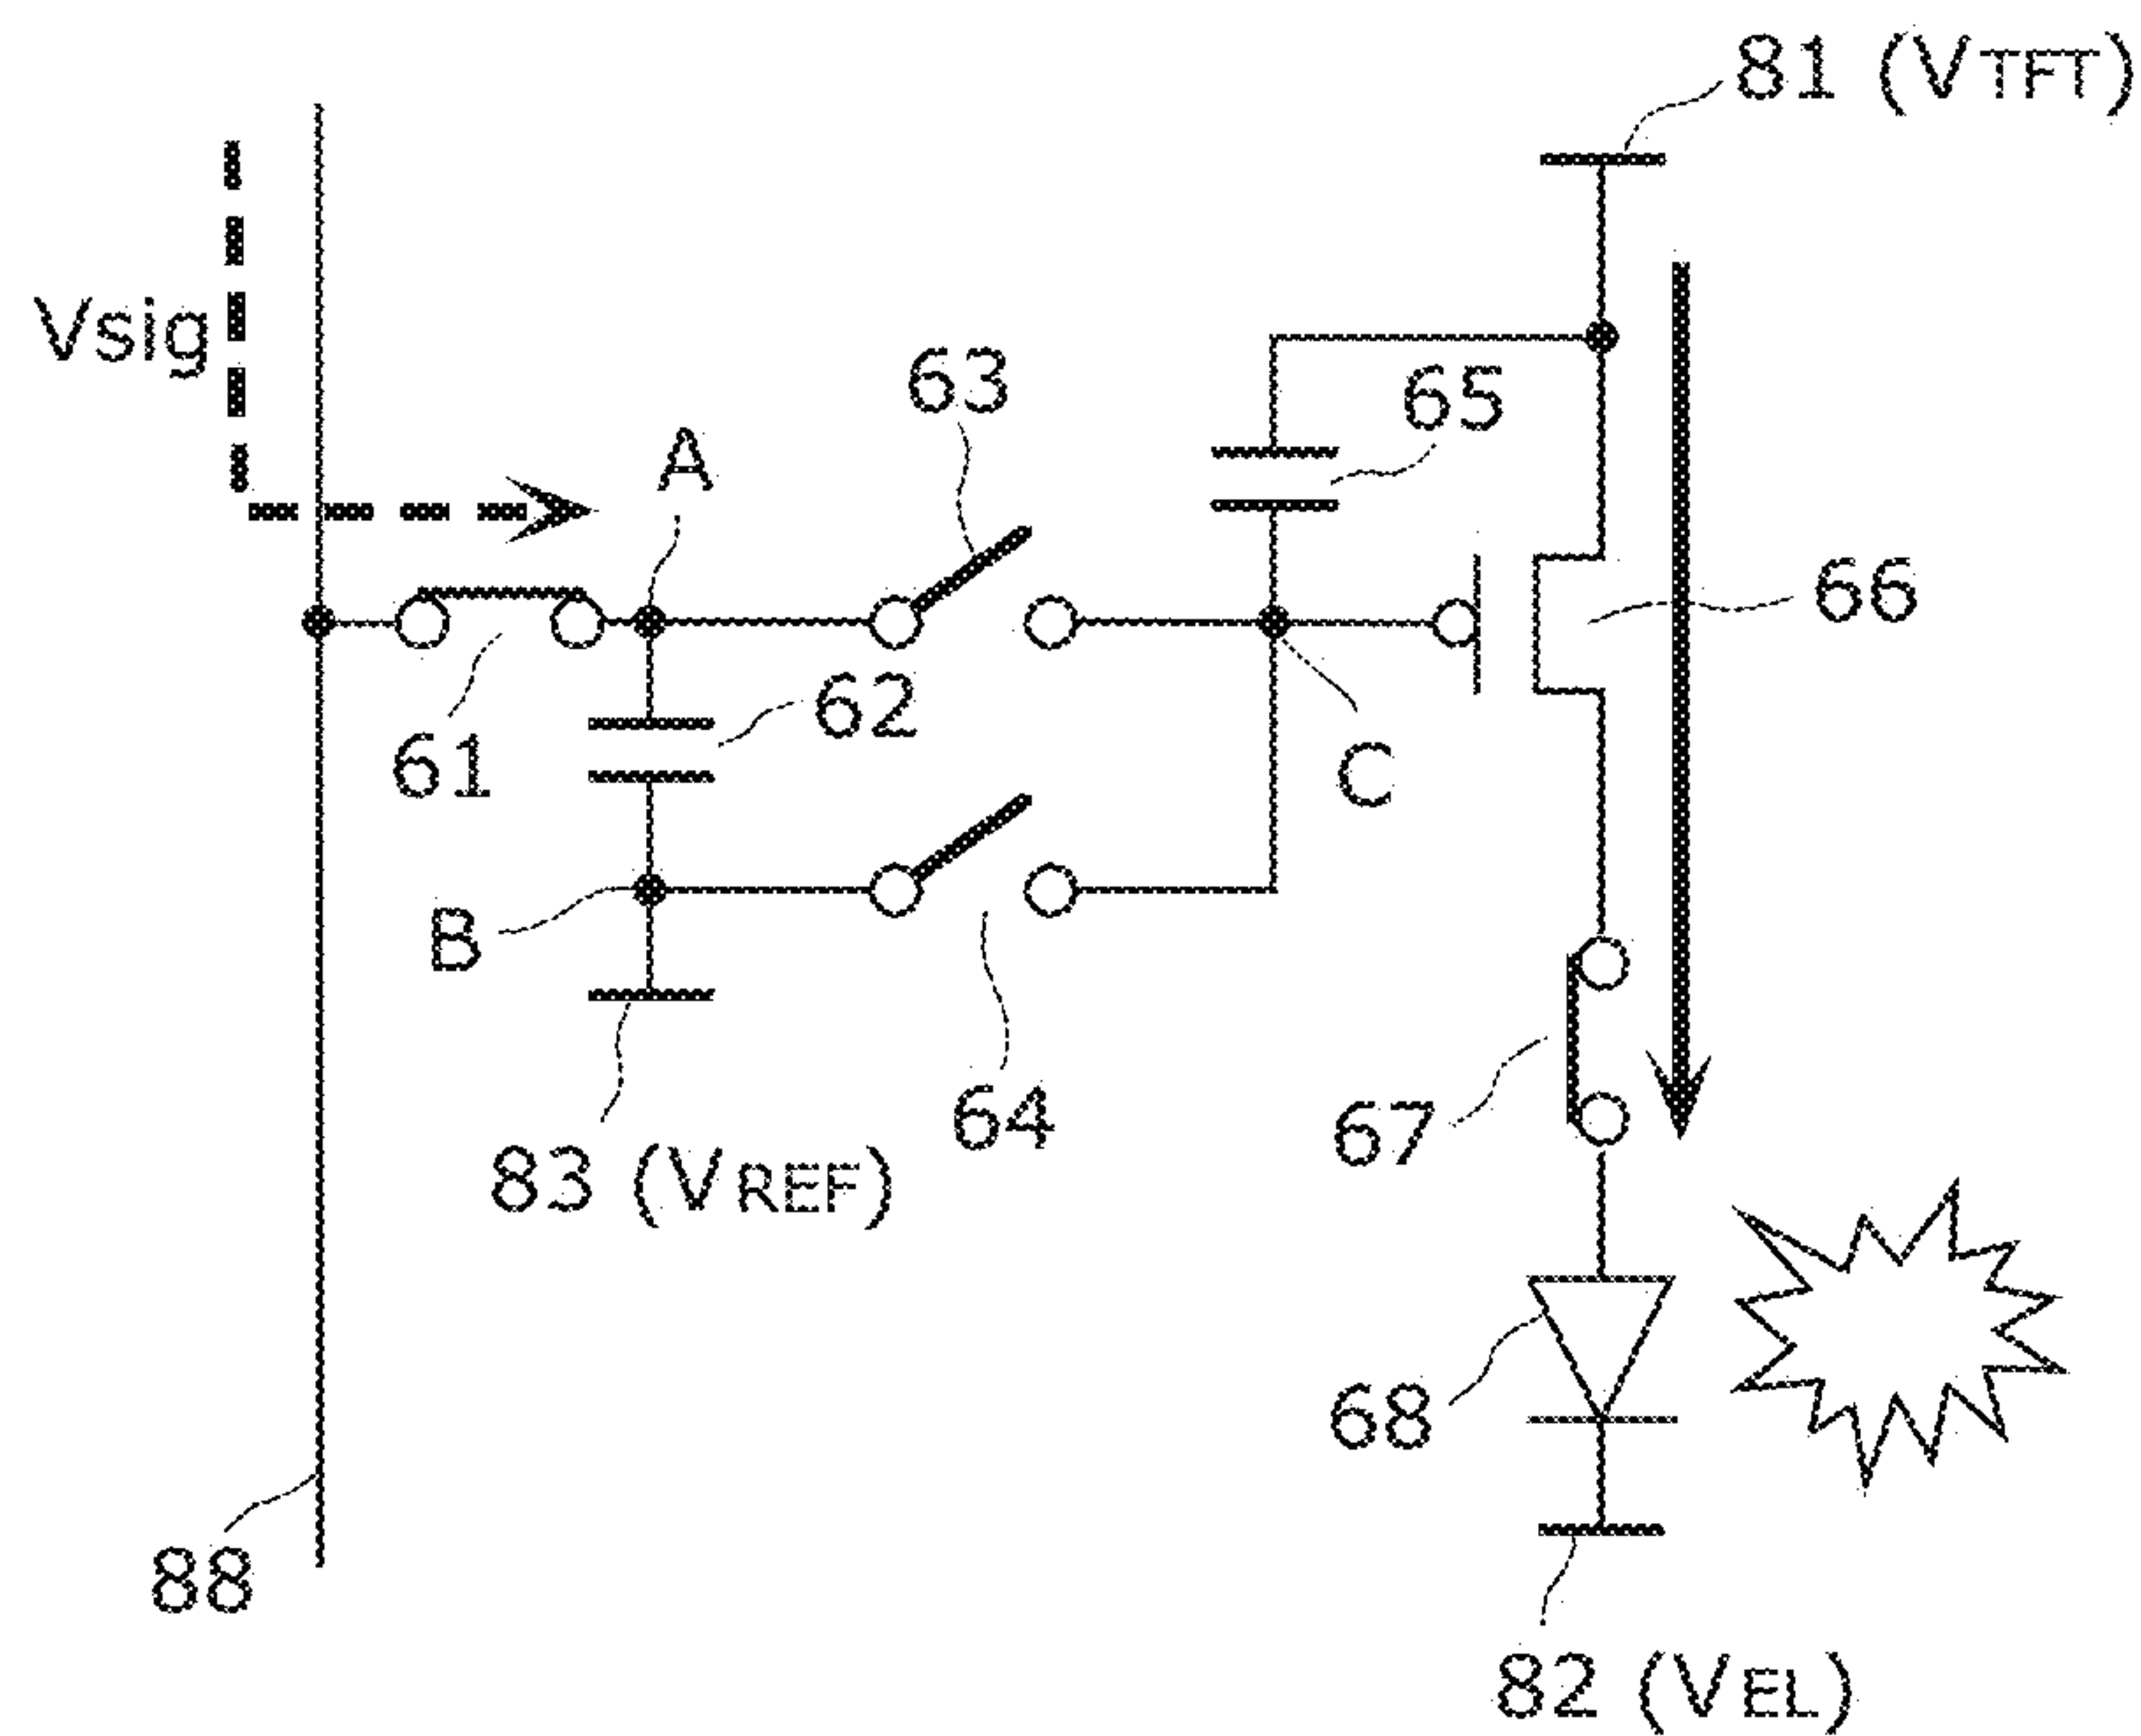 81 (VTFT)
Vsig
63
65
A
66
62
61
C
B
64
67
83 (VREF)
68
88
82 (VEL)